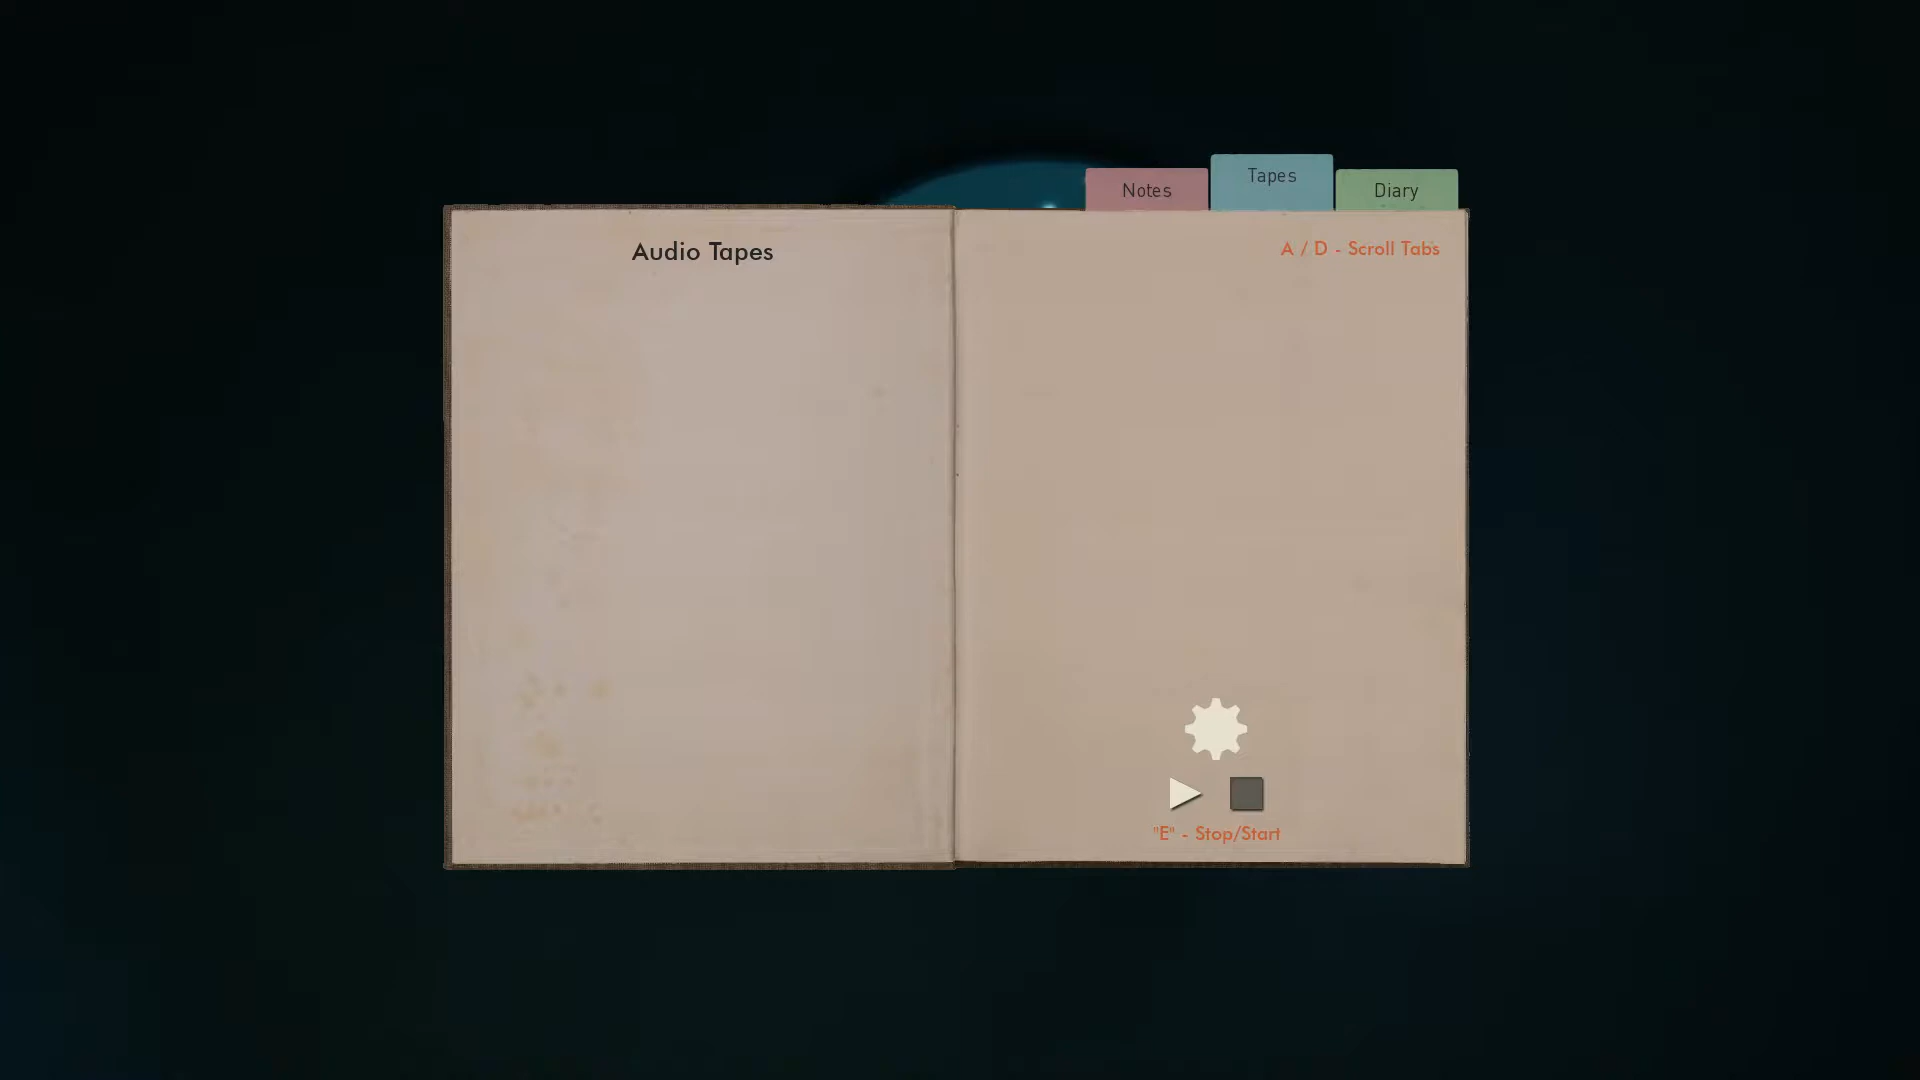 Notes
Tapes
Diary
Audio Tapes
A / D - Scroll Tabs
"E" - Stop/Start